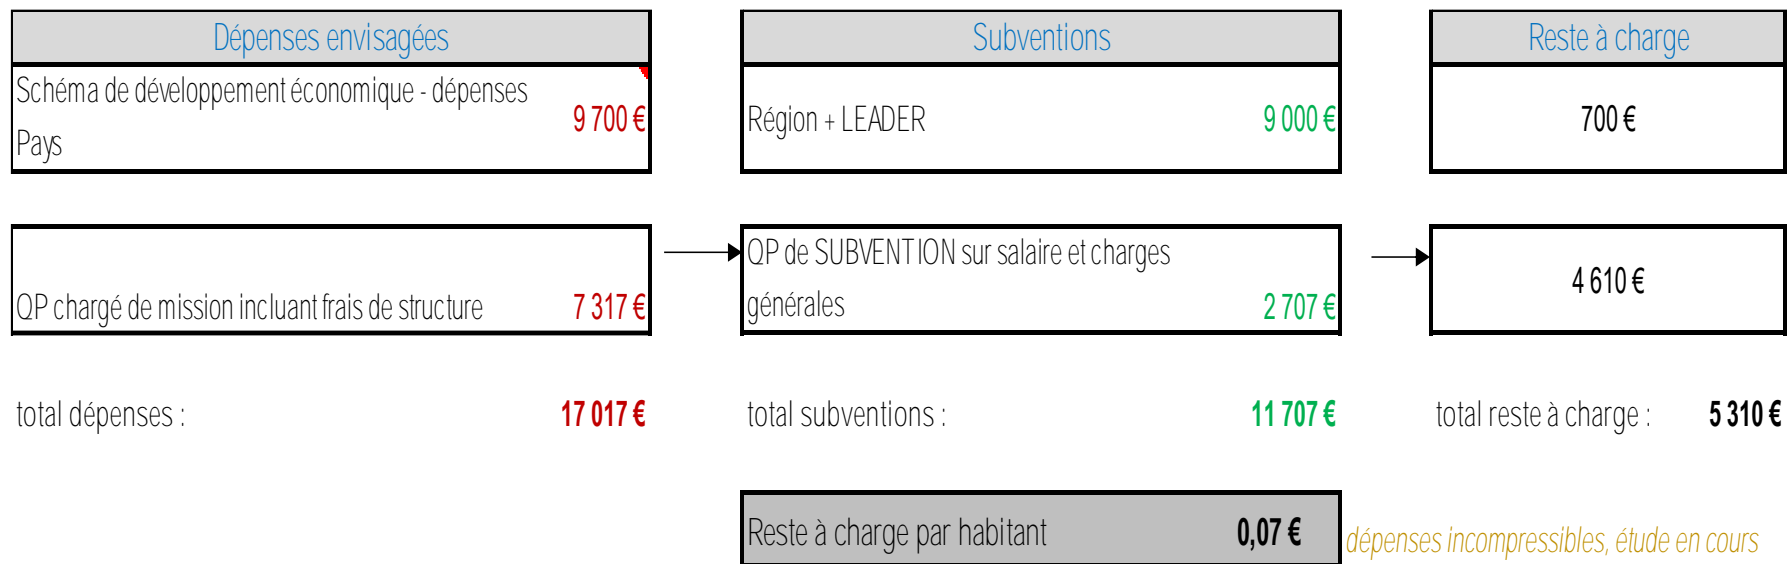 Dépenses envisagées
Subventions
Reste à charge
Schéma de développement économique - dépenses
Pays
9 700 €
Région + LEADER
9 000 €
700 €
QP chargé de mission incluant frais de structure
7 317 €
QP de SUBVENTION sur salaire et charges
générales
2 707 €
4 610 €
total dépenses :
17 017 €
total subventions :
11 707 €
total reste à charge :
5 310 €
Reste à charge par habitant
0,07 €
dépenses incompressibles, étude en cours